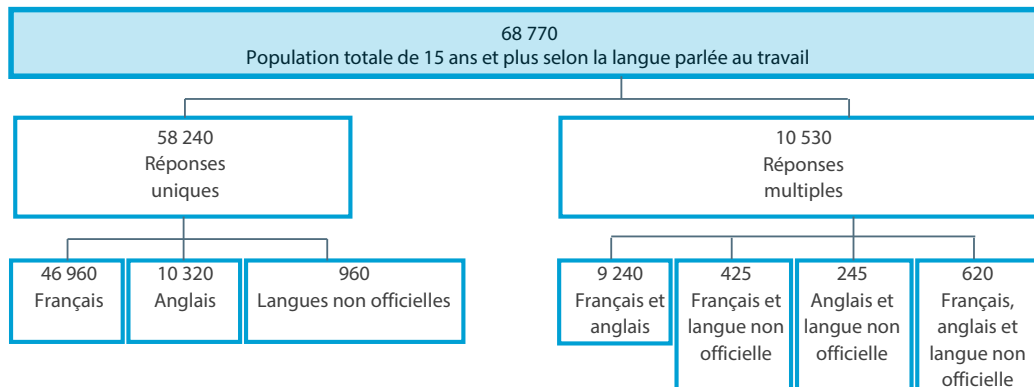 68 770
Population totale de 15 ans et plus selon la langue parlée au travail
58 240
Réponses
uniques
10 530
Réponses
multiples
46 960
Français
10 320
Anglais
960
Langues non officielles
9 240
Français et
anglais
425
Français et
langue non
officielle
245
Anglais et
langue non
officielle
620
Français,
anglais et
langue non
officielle